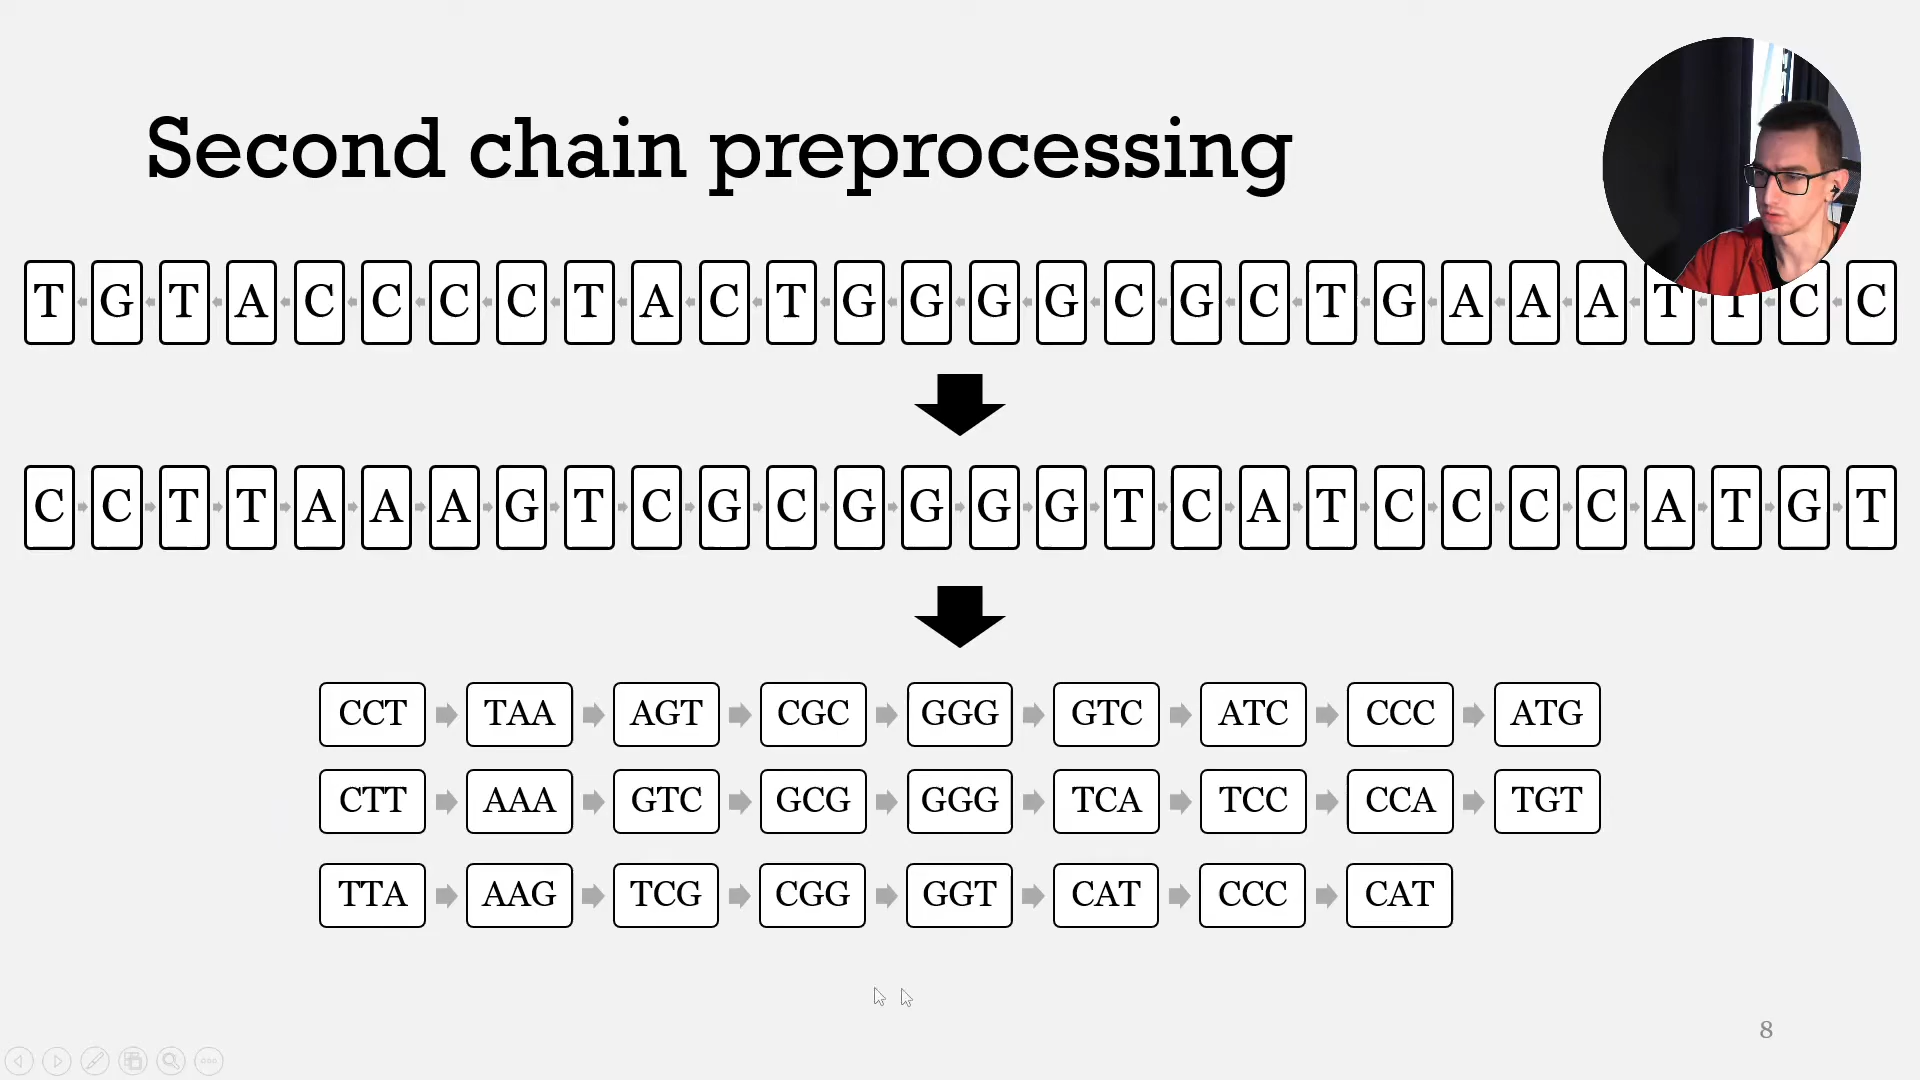 Second chain preprocessing
T G T A C C C C T A C T G G G G C G C T G A A A T T C C
C C T T A A A G T C G C G G G G T C A T C C C C A T G T
CCT TAA AGT CGC GGG GTC ATC CCC ATG
CTT AAA GTC GCG GGG TCA TCC CCA TGT
TTA AAG TCG CGG GGT CAT CCC CAT
8